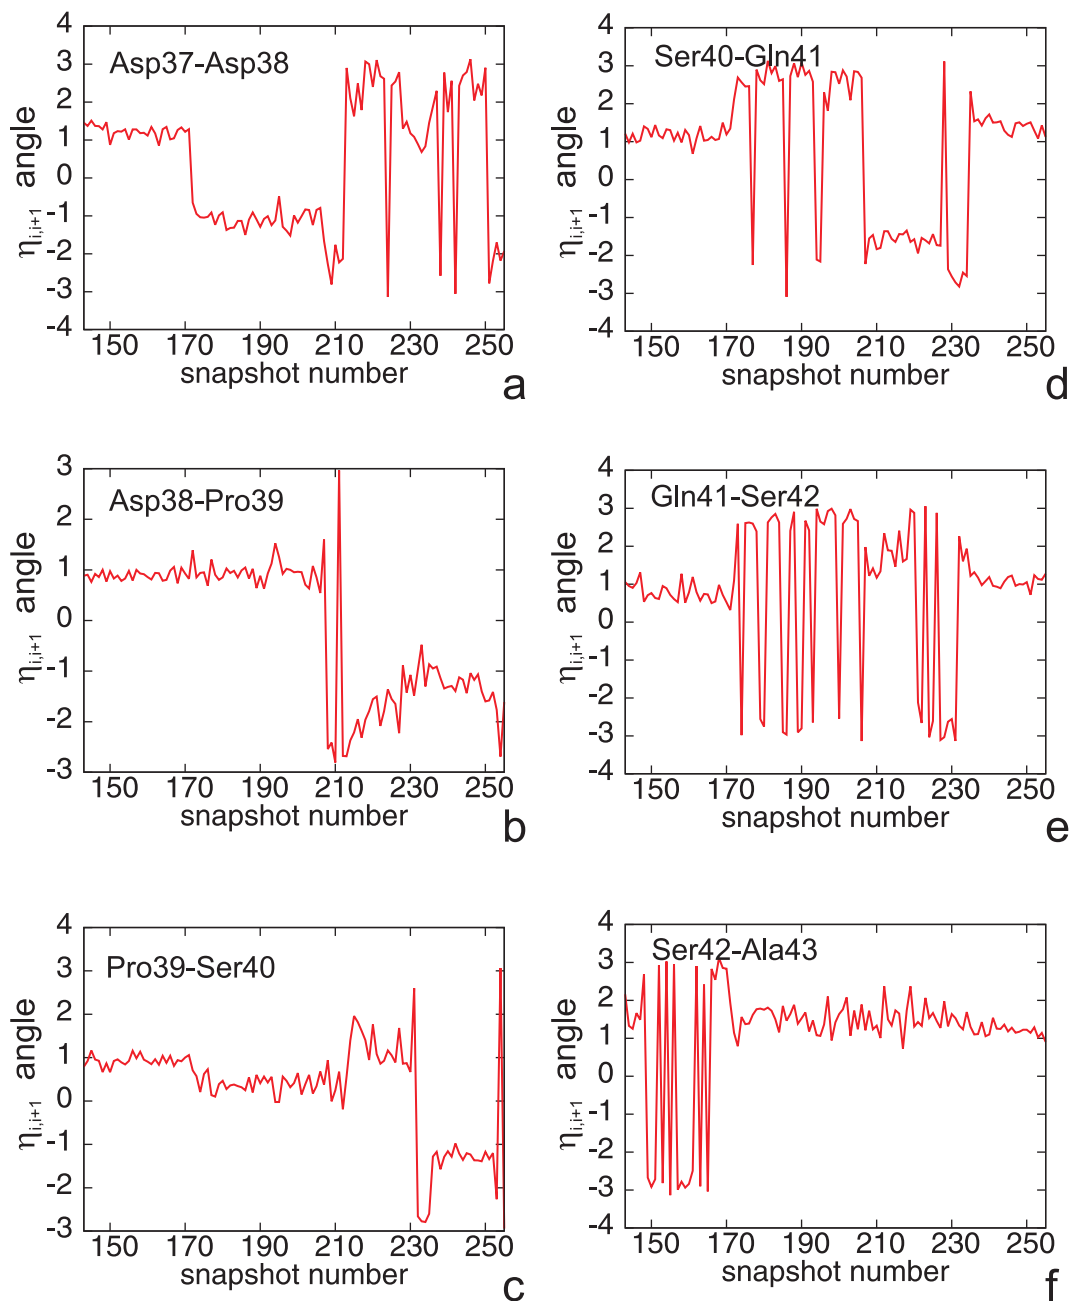 Asp37-Asp38
4
3
2
1
0
-1
-2
-3
-4
ηi,i+1 angle
150 170 190 210 230 250
snapshot number
a
Ser40-Gln41
4
3
2
1
0
-1
-2
-3
-4
ηi,i+1 angle
150 170 190 210 230 250
snapshot number
d
Asp38-Pro39
3
2
1
0
-1
-2
-3
ηi,i+1 angle
150 170 190 210 230 250
snapshot number
b
Gln41-Ser42
4
3
2
1
0
-1
-2
-3
-4
ηi,i+1 angle
150 170 190 210 230 250
snapshot number
e
Pro39-Ser40
4
3
2
1
0
-1
-2
-3
ηi,i+1 angle
150 170 190 210 230 250
snapshot number
c
Ser42-Ala43
4
3
2
1
0
-1
-2
-3
-4
ηi,i+1 angle
150 170 190 210 230 250
snapshot number
f